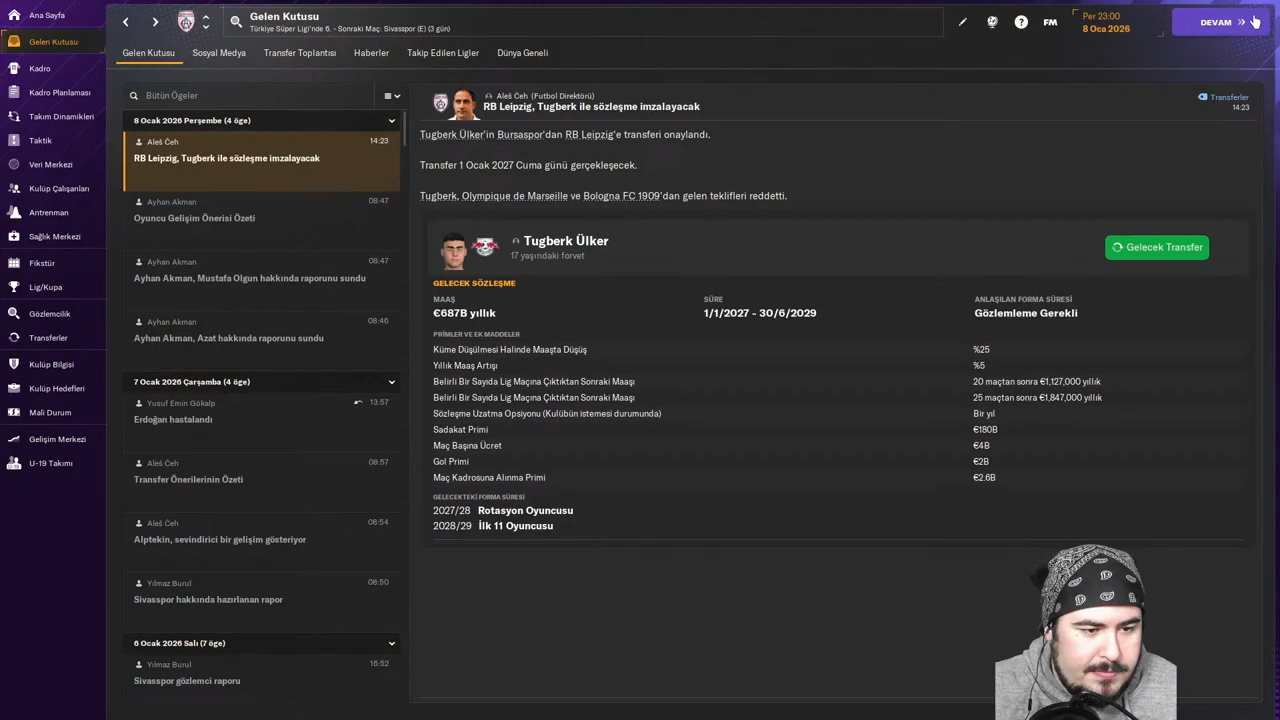 Ana Sayfa
Gelen Kutusu
Kadro
Kadro Planlaması
Takım Dinamikleri
Taktik
Veri Merkezi
Kulüp Çalışanları
Antrenman
Sağlık Merkezi
Fikstür
Lig/Kupa
Gözlemcilik
Transferler
Kulüp Bilgisi
Kulüp Hedefleri
Mali Durum
Gelişim Merkezi
U-19 Takımı
Gelen Kutusu
Türkiye Süper Ligi'nde 6. - Sonraki Maç: Sivasspor (E) (3 gün)
FM
Per 23:00
8 Oca 2026
DEVAM
Gelen Kutusu
Sosyal Medya
Transfer Toplantısı
Haberler
Takip Edilen Ligler
Dünya Geneli
Bütün Ögeler
8 Ocak 2026 Perşembe (4 öge)
Aleš Čeh 14:23
RB Leipzig, Tugberk ile sözleşme imzalayacak
Ayhan Akman 08:47
Oyuncu Gelişim Önerisi Özeti
Ayhan Akman 08:47
Ayhan Akman, Mustafa Olgun hakkında raporunu sundu
Ayhan Akman 08:46
Ayhan Akman, Azat hakkında raporunu sundu
7 Ocak 2026 Çarşamba (4 öge)
Yusuf Emin Gökalp 13:57
Erdoğan hastalandı
Aleš Čeh 08:57
Transfer Önerilerinin Özeti
Aleš Čeh 08:54
Alptekin, sevindirici bir gelişim gösteriyor
Yılmaz Burul 08:50
Sivasspor hakkında hazırlanan rapor
6 Ocak 2026 Salı (7 öge)
Yılmaz Burul 16:52
Sivasspor gözlemci raporu
Aleš Čeh (Futbol Direktörü)
RB Leipzig, Tugberk ile sözleşme imzalayacak
Transferler
14:23
Tugberk Ülker'in Bursaspor'dan RB Leipzig'e transferi onaylandı.
Transfer 1 Ocak 2027 Cuma günü gerçekleşecek.
Tugberk, Olympique de Marseille ve Bologna FC 1909'dan gelen teklifleri reddetti.
Tugberk Ülker
17 yaşındaki forvet
Gelecek Transfer
GELECEK SÖZLEŞME
MAAŞ SÜRE ANLAŞILAN FORMA SÜRESİ
€687B yıllık 1/1/2027 - 30/6/2029 Gözlemleme Gerekli
PRİMLER VE EK MADDELER
Küme Düşülmesi Halinde Maaşta Düşüş %25
Yıllık Maaş Artışı %5
Belirli Bir Sayıda Lig Maçına Çıktıktan Sonraki Maaşı 20 maçtan sonra €1,127,000 yıllık
Belirli Bir Sayıda Lig Maçına Çıktıktan Sonraki Maaşı 25 maçtan sonra €1,847,000 yıllık
Sözleşme Uzatma Opsiyonu (Kulübün istemesi durumunda) Bir yıl
Sadakat Primi €180B
Maç Başına Ücret €4B
Gol Primi €2B
Maç Kadrosuna Alınma Primi €2.6B
GELECEKTEKİ FORMA SÜRESİ
2027/28 Rotasyon Oyuncusu
2028/29 İlk 11 Oyuncusu